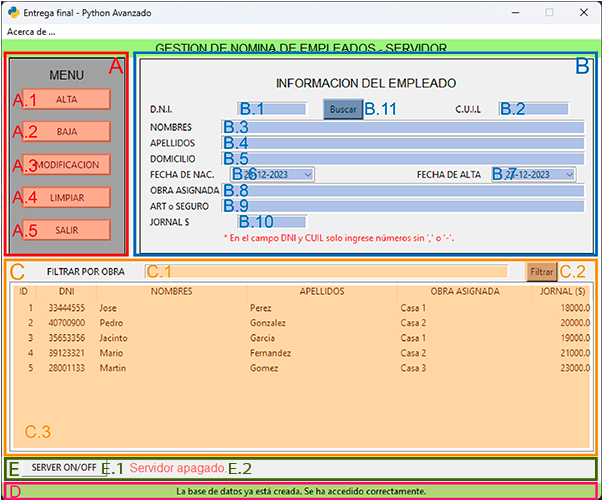 Entrega final - Python Avanzado
Acerca de ...
GESTION DE NOMINA DE EMPLEADOS - SERVIDOR
MENU A
A.1 ALTA
A.2 BAJA
A.3 MODIFICACION
A.4 LIMPIAR
A.5 SALIR
B
INFORMACION DEL EMPLEADO
D.N.I. B.1 Buscar B.11 C.U.I.L B.2
NOMBRES B.3
APELLIDOS B.4
DOMICILIO B.5
FECHA DE NAC. B.6 27-12-2023 FECHA DE ALTA B.7 27-12-2023
OBRA ASIGNADA B.8
ART o SEGURO B.9
JORNAL $ B.10
* En el campo DNI y CUIL solo ingrese números sin ',' o '-'.
C FILTRAR POR OBRA C.1 Filtrar C.2
ID DNI NOMBRES APELLIDOS OBRA ASIGNADA JORNAL ($)
1 33444555 Jose Perez Casa 1 18000.0
2 40700900 Pedro Gonzalez Casa 2 20000.0
3 35653356 Jacinto Garcia Casa 1 19000.0
4 39123321 Mario Fernandez Casa 2 21000.0
5 28001133 Martin Gomez Casa 3 23000.0
C.3
E SERVER ON/OFF E.1 Servidor apagado. E.2
D La base de datos ya está creada. Se ha accedido correctamente.